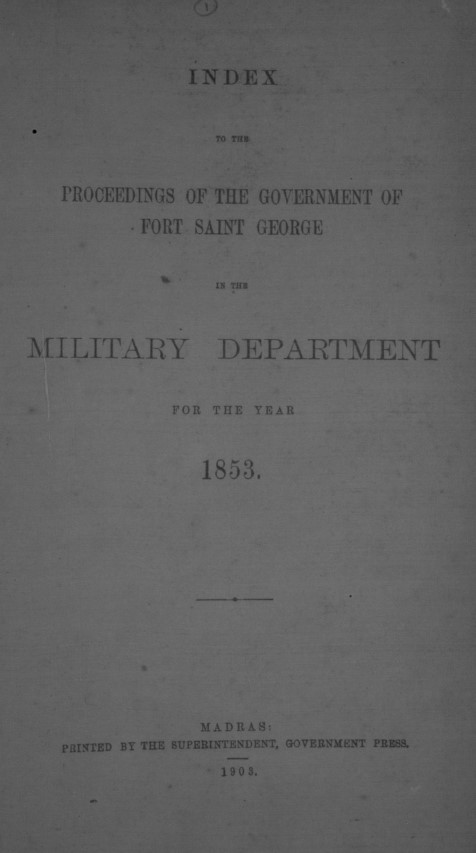 1
INDEX
TO THE
PROCEEDINGS OF THE GOVERNMENT OF
FORT SAINT GEORGE
IN THE
MILITARY DEPARTMENT
FOR THE YEAR
1853.
MADRAS:
PRINTED BY THE SUPERINTENDENT, GOVERNMENT PRESS.
1903.